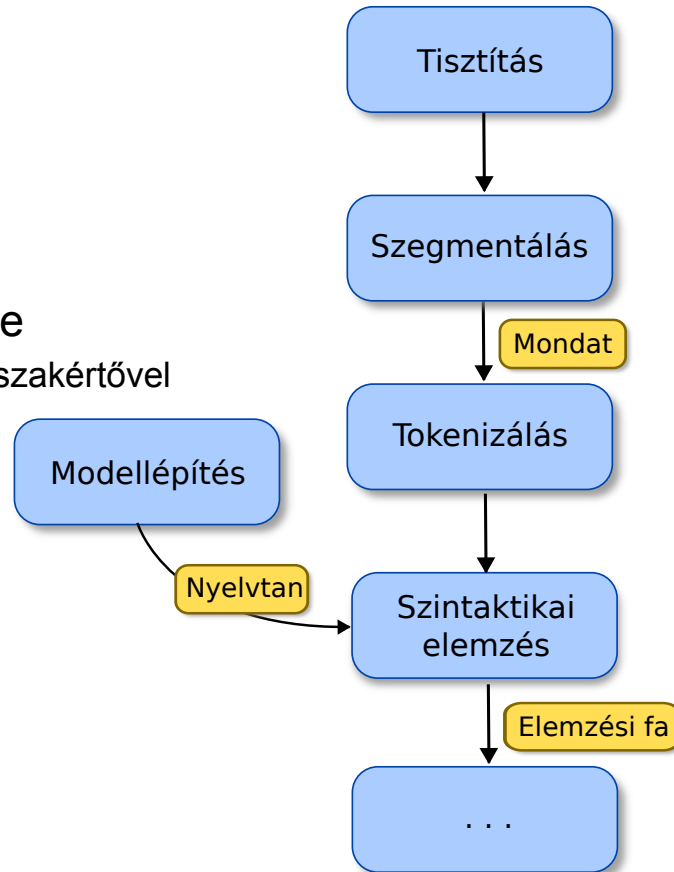 Tisztítás
Szegmentálás
e
Mondat
szakértővel
Tokenizálás
Modellépítés
Nyelvtan
Szintaktikai
elemzés
Elemzési fa
. . .